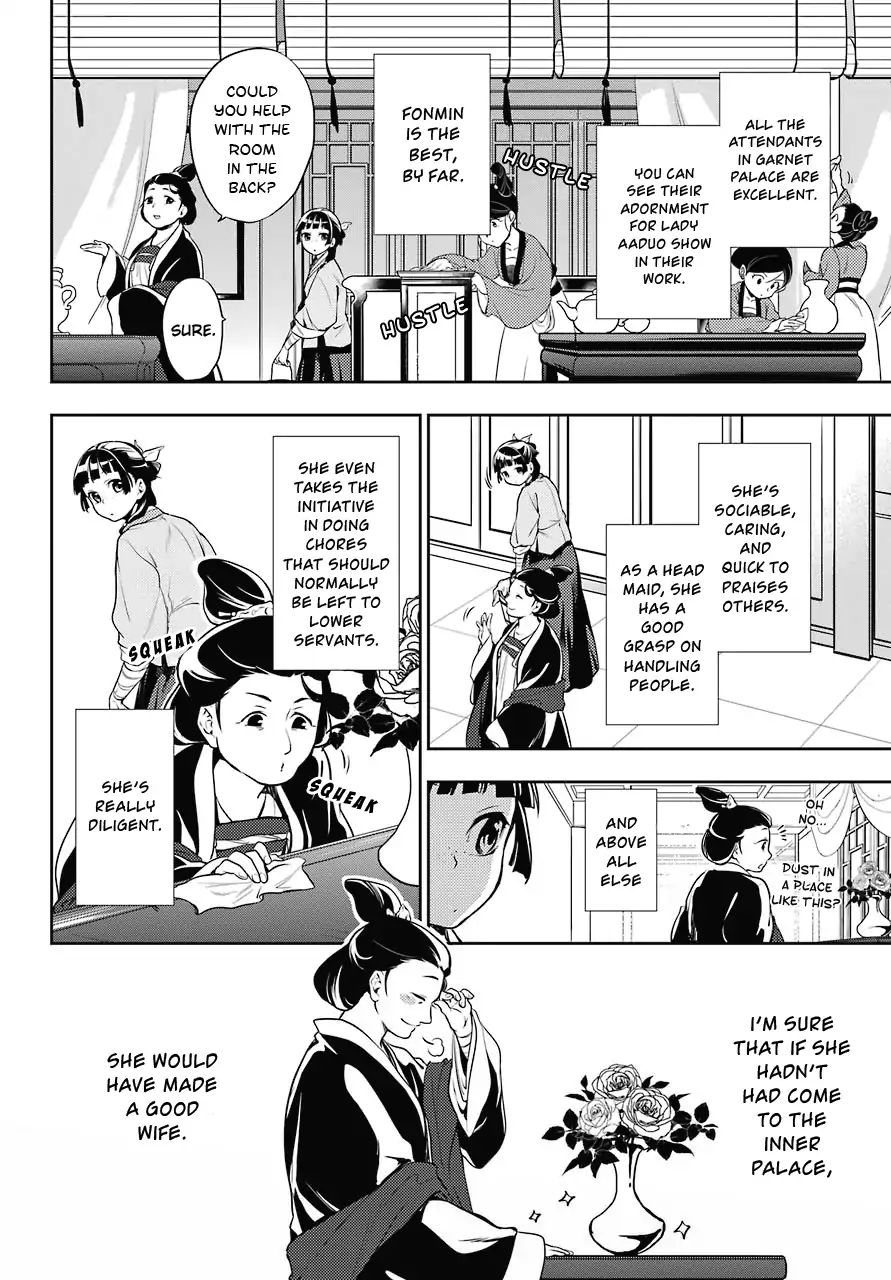 ALL THE
ATTENDANTS
IN GARNET
PALACE ARE
EXCELLENT.
YOU CAN
SEE THEIR
ADORNMENT
FOR LADY
AADUO SHOW
IN THEIR
WORK.
HUSTLE
HUSTLE
FONMIN
IS THE
BEST,
BY FAR.
COULD
YOU HELP
WITH THE
ROOM
IN THE
BACK?
SURE.
SHE'S
SOCIABLE,
CARING,
AND
QUICK TO
PRAISES
OTHERS.
AS A HEAD
MAID, SHE
HAS A
GOOD
GRASP ON
HANDLING
PEOPLE.
SHE EVEN
TAKES THE
INITIATIVE
IN DOING
CHORES
THAT SHOULD
NORMALLY
BE LEFT TO
LOWER
SERVANTS.
SQUEAK
SQUEAK
SHE'S
REALLY
DILIGENT.
OH
NO...
DUST IN
A PLACE
LIKE THIS?
AND
ABOVE
ALL
ELSE
I'M SURE
THAT IF SHE
HADN'T
HAD COME
TO THE
INNER
PALACE,
SHE WOULD
HAVE MADE
A GOOD
WIFE.